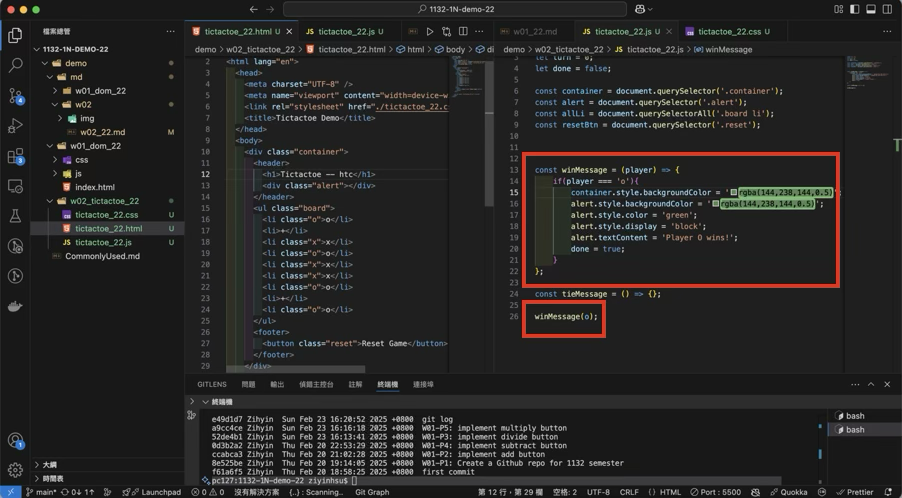 1132-1N-demo-22
檔案總管
tictactoe_22.html U
tictactoe_22.js U
w01_22.md
tictactoe_22.js U
tictactoe_22.css U
1132-1N-DEMO-22
demo
md
w01_dom_22
w02
img
w02_22.md M
w01_dom_22
css
js
index.html
w02_tictactoe_22
tictactoe_22.css U
tictactoe_22.html U
tictactoe_22.js U
CommonlyUsed.md
大綱
時間表
demo > w02_tictactoe_22 > tictactoe_22.html > html > body > di
2 <html lang="en">
3 <head>
4 <meta charset="UTF-8" />
5 <meta name="viewport" content="width=device-w
6 <link rel="stylesheet" href="./tictactoe_22.c
7 <title>Tictactoe Demo</title>
8 </head>
9 <body>
10 <div class="container">
11 <header>
12 <h1>Tictactoe –– htc</h1>
13 <div class="alert"></div>
14 </header>
15 <ul class="board">
16 <li class="o">o</li>
17 <li>+</li>
18 <li class="x">x</li>
19 <li class="o">o</li>
20 <li class="x">x</li>
21 <li class="x">x</li>
22 <li class="o">o</li>
23 <li>+</li>
24 <li class="o">o</li>
25 </ul>
26 <footer>
27 <button class="reset">Reset Game</button>
28 </footer>
29 </div>
demo > w02_tictactoe_22 > tictactoe_22.js > winMessage
3 let turn = 0;
4 let done = false;
5
6 const container = document.querySelector('.container');
7 const alert = document.querySelector('.alert');
8 const allLi = document.querySelectorAll('.board li');
9 const resetBtn = document.querySelector('.reset');
10
11
12
13 const winMessage = (player) => {
14 if(player === 'o'){
15 container.style.backgroundColor = 'rgba(144,238,144,0.5)';
16 alert.style.backgroundColor = 'rgba(144,238,144,0.5)';
17 alert.style.color = 'green';
18 alert.style.display = 'block';
19 alert.textContent = 'Player O wins!';
20 done = true;
21 }
22 };
23
24 const tieMessage = () => {};
25
26 winMessage(o);
GITLENS 問題 輸出 偵錯主控台 註解 終端機 連接埠
終端機
e49d1d7 Zihyin Sun Feb 23 16:20:52 2025 +0800 git log
a9cc4ce Zihyin Sun Feb 23 16:16:18 2025 +0800 W01-P5: implement multiply button
52de4b1 Zihyin Sun Feb 23 16:13:41 2025 +0800 W01-P3: implement divide button
0d3b2a2 Zihyin Thu Feb 20 22:53:29 2025 +0800 W01-P4: implement subtract button
ccabca3 Zihyin Thu Feb 20 21:02:28 2025 +0800 W01-P2: implement add button
8e525be Zihyin Thu Feb 20 19:14:05 2025 +0800 W01-P1: Create a Github repo for 1132 semester
f61a6f5 Zihyin Thu Feb 20 18:58:25 2025 +0800 first commit
pc127:1132-1N-demo-22 ziyinhsu$
bash
bash
main* 0↓ 1↑ Launchpad 0 0 沒有解決方案 {..} : Scanning.. Git Graph 第 12 行，第 29 欄 空格: 2 UTF-8 CRLF {} HTML Port : 5500 Quokka Prettier